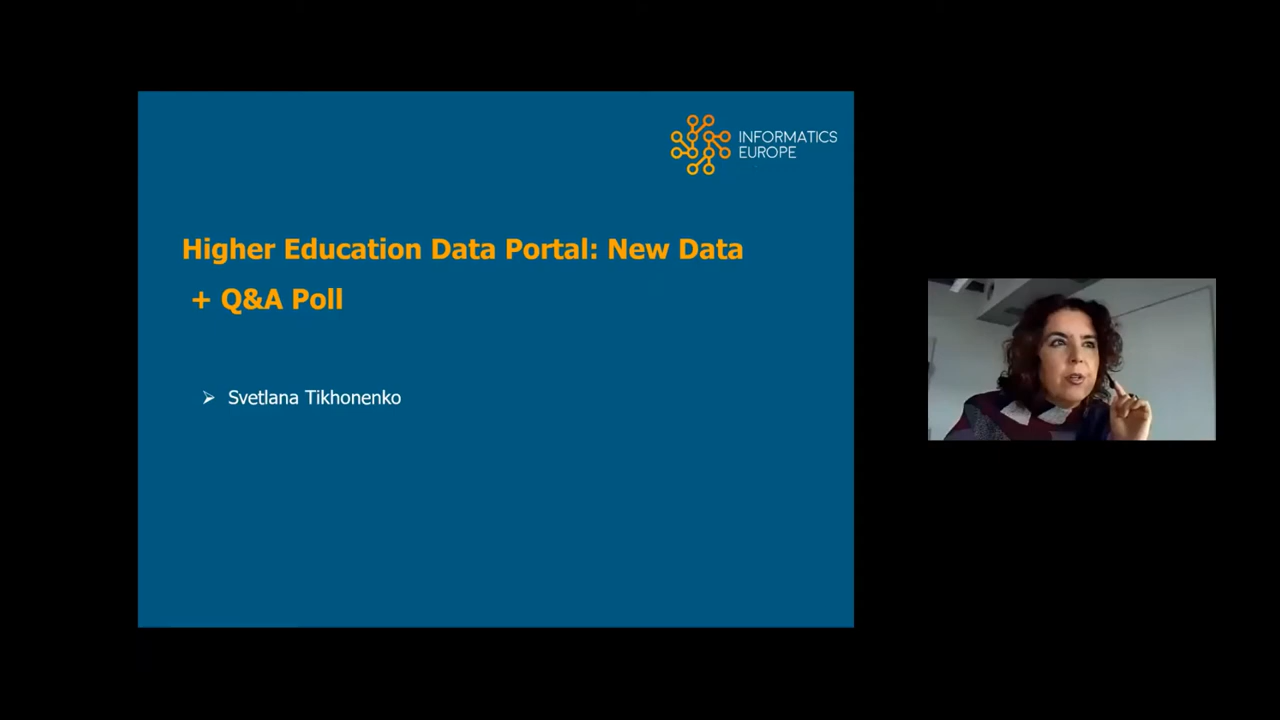 INFORMATICS
EUROPE
Higher Education Data Portal: New Data
+ Q&A Poll
Svetlana Tikhonenko